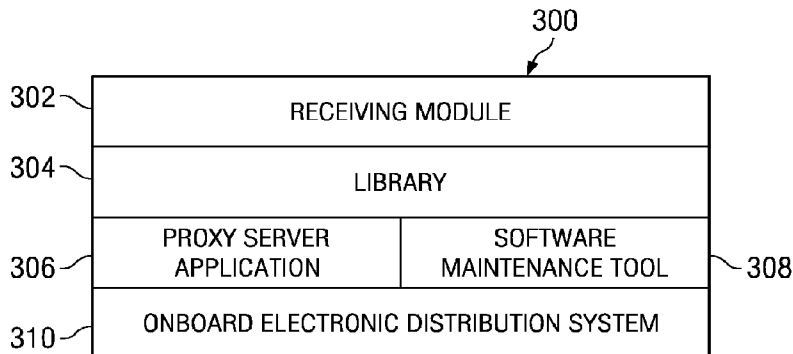 300
302
RECEIVING MODULE
304
LIBRARY
306
PROXY SERVER
APPLICATION
SOFTWARE
MAINTENANCE TOOL
308
310
ONBOARD ELECTRONIC DISTRIBUTION SYSTEM